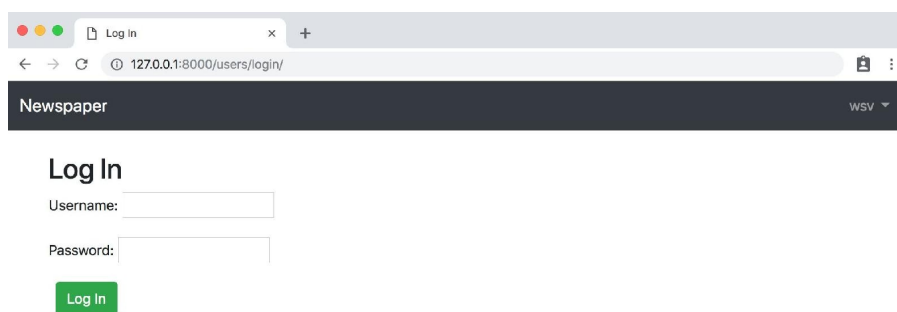 Log In
127.0.0.1:8000/users/login/
Newspaper wsv
Log In
Username:
Password:
Log In